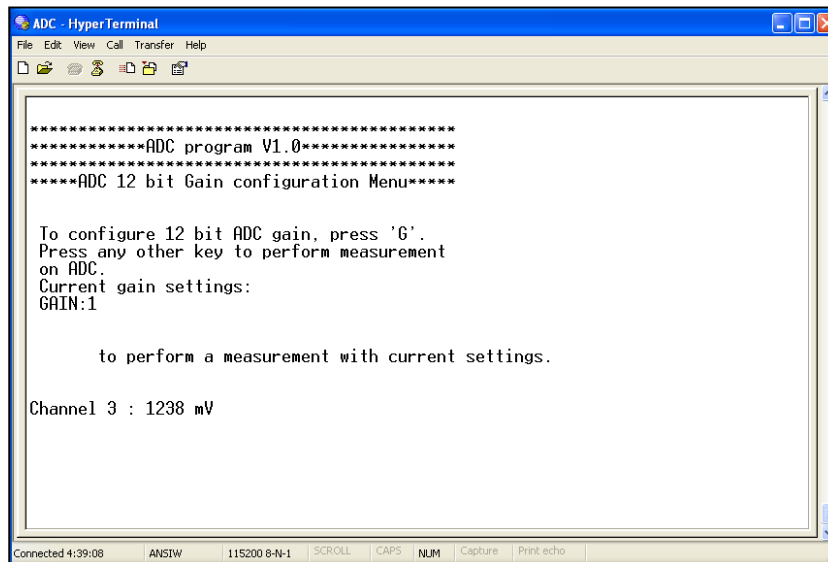 ADC - HyperTerminal
File Edit View Call Transfer Help
********************************************
************ADC program V1.0****************
********************************************
*****ADC 12 bit Gain configuration Menu*****
To configure 12 bit ADC gain, press 'G'.
Press any other key to perform measurement
on ADC.
Current gain settings:
GAIN:1
to perform a measurement with current settings.
Channel 3 : 1238 mV
Connected 4:39:08 ANSIW 115200 8-N-1 SCROLL CAPS NUM Capture Print echo